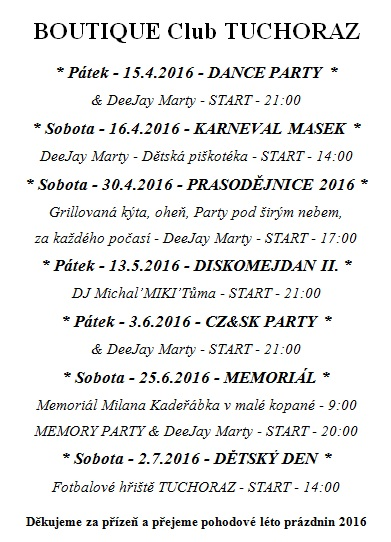 BOUTIQUE Club TUCHORAZ
* Pátek - 15.4.2016 - DANCE PARTY *
& DeeJay Marty - START - 21:00
* Sobota - 16.4.2016 - KARNEVAL MASEK *
DeeJay Marty - Dětská piškotéka - START - 14:00
* Sobota - 30.4.2016 - PRASODĚJNICE 2016 *
Grillovaná kýta, oheň, Party pod širým nebem,
za každého počasí - DeeJay Marty - START - 17:00
* Pátek - 13.5.2016 - DISKOMEJDAN II. *
DJ Michal'MIKI'Tůma - START - 21:00
* Pátek - 3.6.2016 - CZ&SK PARTY *
& DeeJay Marty - START - 21:00
* Sobota - 25.6.2016 - MEMORIÁL *
Memoriál Milana Kadeřábka v malé kopané - 9:00
MEMORY PARTY & DeeJay Marty - START - 20:00
* Sobota - 2.7.2016 - DĚTSKÝ DEN *
Fotbalové hřiště TUCHORAZ - START - 14:00
Děkujeme za přízeň a přejeme pohodové léto prázdnin 2016